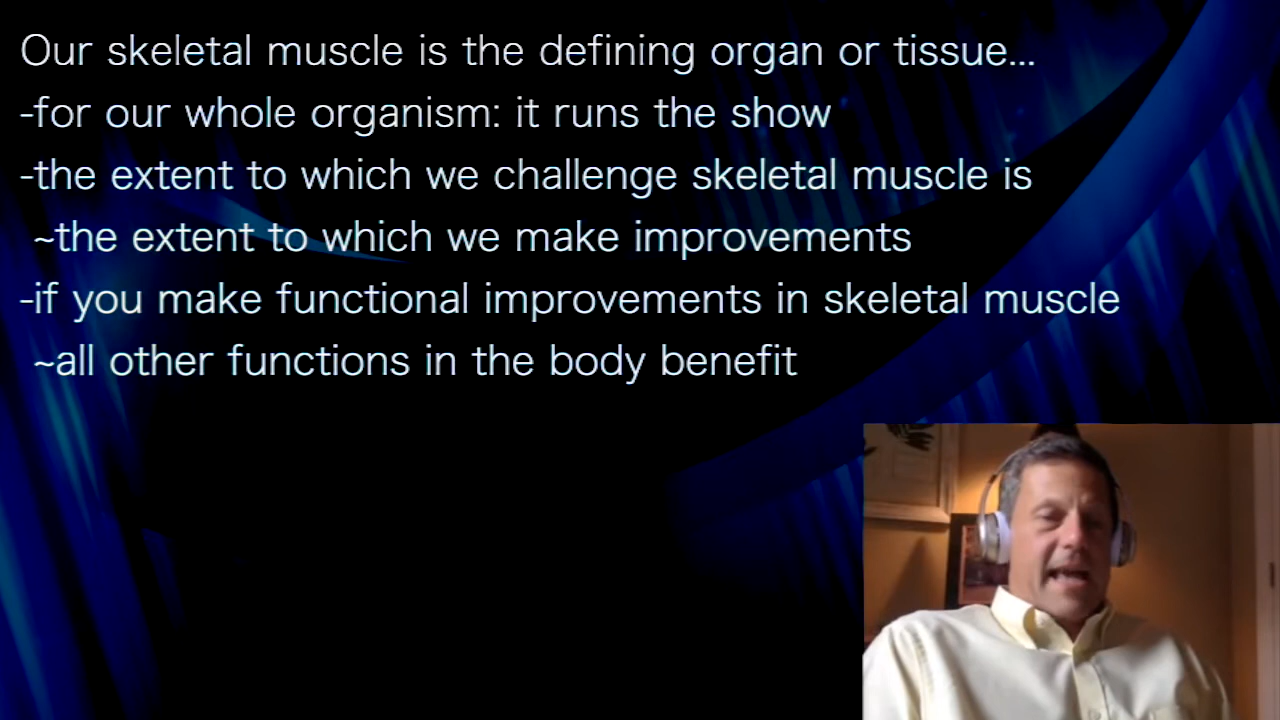 Our skeletal muscle is the defining organ or tissue...
-for our whole organism: it runs the show
-the extent to which we challenge skeletal muscle is
~the extent to which we make improvements
-if you make functional improvements in skeletal muscle
~all other functions in the body benefit